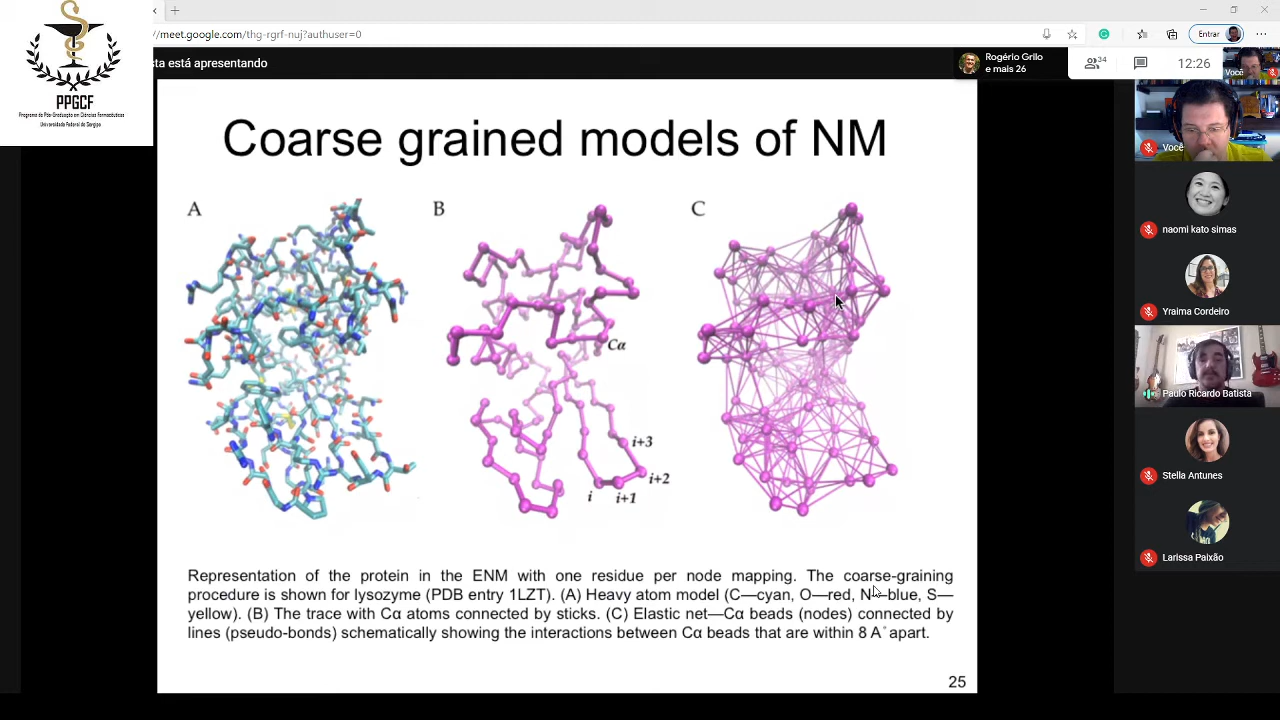 //meet.google.com/thg-rgrf-nuj?authuser=0
Entrar
PPGCF
Programa de Pós-Graduação em Ciências Farmacêuticas
Universidade Federal de Sergipe
sta está apresentando
Rogério Grilo
e mais 26
34
12:26
Você
Coarse grained models of NM
A
B
C
Cα
i+3
i+2
i
i+1
Representation of the protein in the ENM with one residue per node mapping. The coarse-graining
procedure is shown for lysozyme (PDB entry 1LZT). (A) Heavy atom model (C—cyan, O—red, N—blue, S—
yellow). (B) The trace with Cα atoms connected by sticks. (C) Elastic net—Cα beads (nodes) connected by
lines (pseudo-bonds) schematically showing the interactions between Cα beads that are within 8 A° apart.
25
Você
naomi kato simas
Yraima Cordeiro
Paulo Ricardo Batista
Stella Antunes
Larissa Paixão